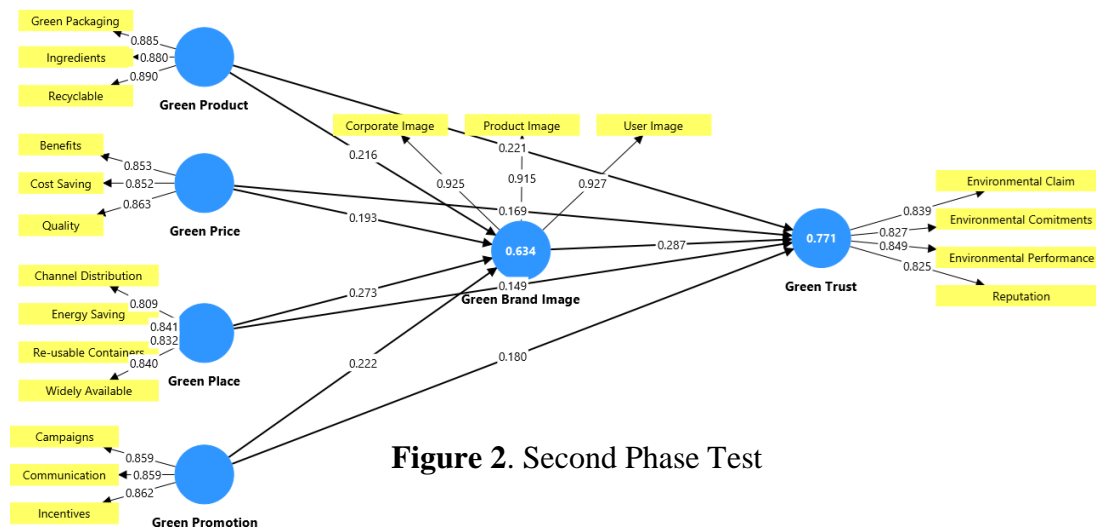 Green Packaging
0.885
Ingredients
0.880
Recyclable
0.890
Green Product
Corporate Image
Product Image
User Image
0.221
0.216
0.925
0.915
0.927
Benefits
0.853
Cost Saving
0.852
Quality
0.863
Green Price
0.193
0.169
0.634
0.287
0.771
Green Brand Image
Green Trust
Environmental Claim
0.839
Environmental Comitments
0.827
Environmental Performance
0.849
Reputation
0.825
Channel Distribution
0.809
Energy Saving
0.841
Re-usable Containers
0.832
Widely Available
0.840
Green Place
0.273
0.149
0.222
0.180
Campaigns
0.859
Communication
0.859
Incentives
0.862
Green Promotion
Figure 2. Second Phase Test